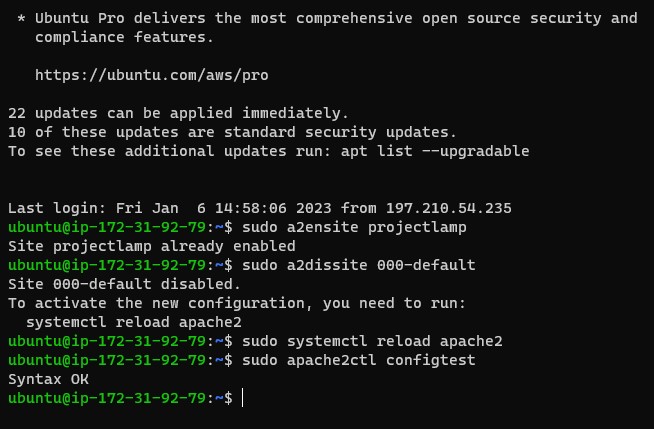 * Ubuntu Pro delivers the most comprehensive open source security and
compliance features.
https://ubuntu.com/aws/pro
22 updates can be applied immediately.
10 of these updates are standard security updates.
To see these additional updates run: apt list --upgradable
Last login: Fri Jan  6 14:58:06 2023 from 197.210.54.235
ubuntu@ip-172-31-92-79:~$ sudo a2ensite projectlamp
Site projectlamp already enabled
ubuntu@ip-172-31-92-79:~$ sudo a2dissite 000-default
Site 000-default disabled.
To activate the new configuration, you need to run:
systemctl reload apache2
ubuntu@ip-172-31-92-79:~$ sudo systemctl reload apache2
ubuntu@ip-172-31-92-79:~$ sudo apache2ctl configtest
Syntax OK
ubuntu@ip-172-31-92-79:~$